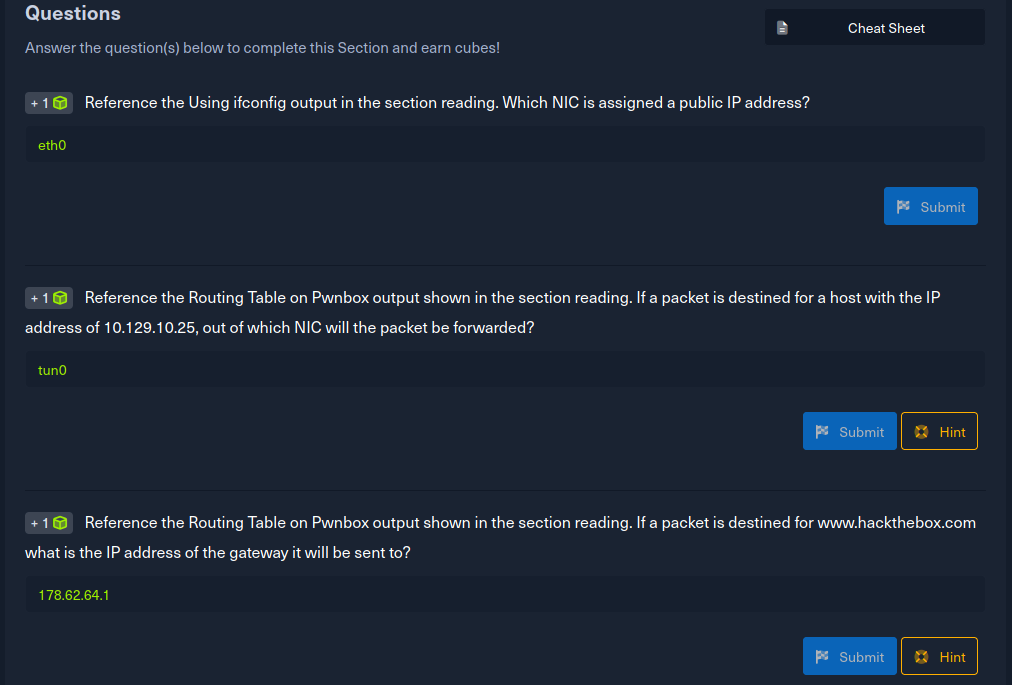 Questions
Cheat Sheet
Answer the question(s) below to complete this Section and earn cubes!
+ 1 Reference the Using ifconfig output in the section reading. Which NIC is assigned a public IP address?
eth0
Submit
+ 1 Reference the Routing Table on Pwnbox output shown in the section reading. If a packet is destined for a host with the IP
address of 10.129.10.25, out of which NIC will the packet be forwarded?
tun0
Submit Hint
+ 1 Reference the Routing Table on Pwnbox output shown in the section reading. If a packet is destined for www.hackthebox.com
what is the IP address of the gateway it will be sent to?
178.62.64.1
Submit Hint